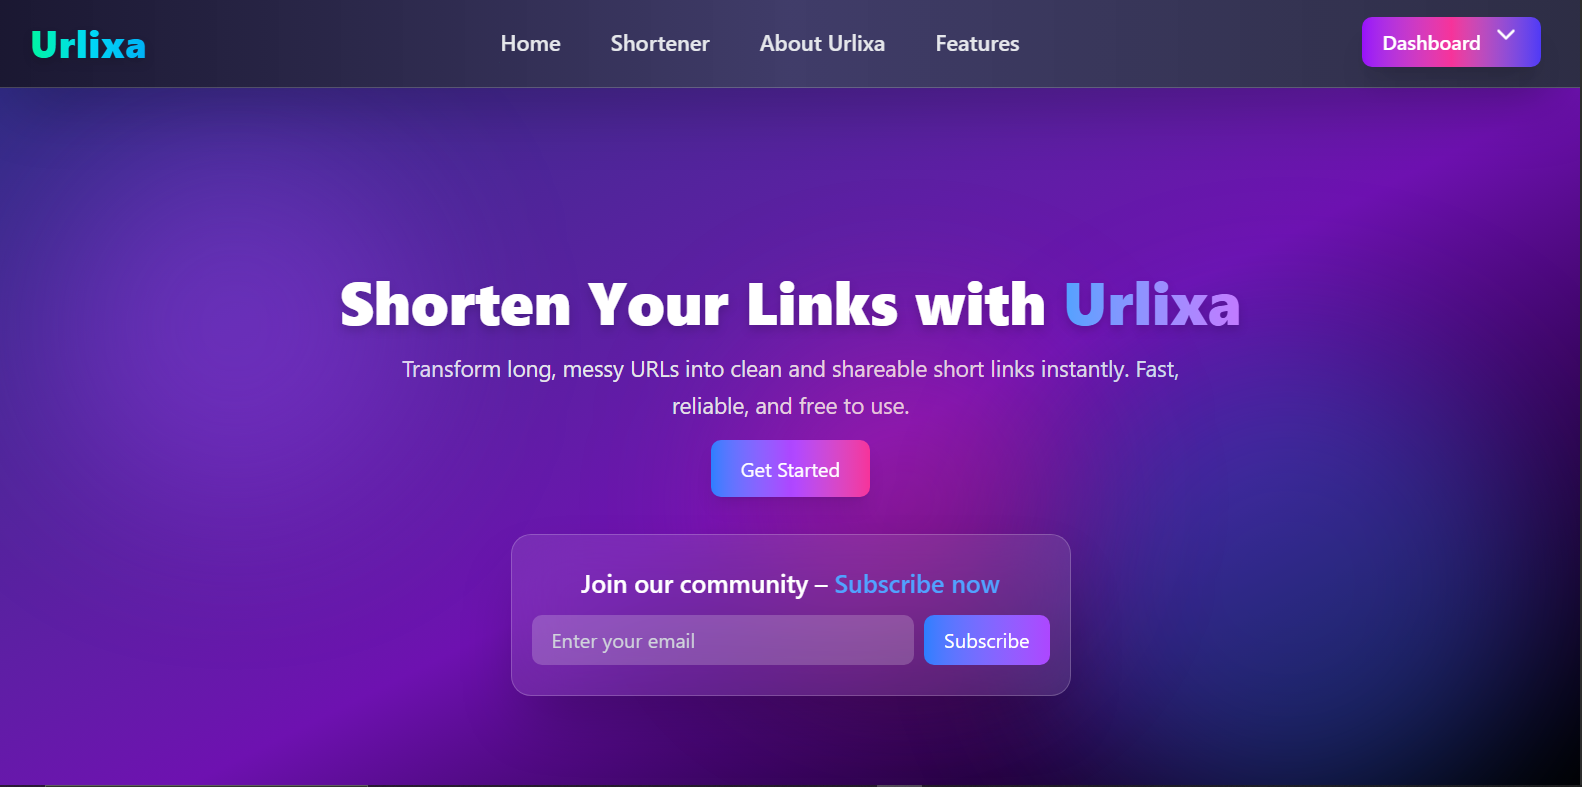 Urlixa
Home
Shortener
About Urlixa
Features
Dashboard
Shorten Your Links with Urlixa
Transform long, messy URLs into clean and shareable short links instantly. Fast,
reliable, and free to use.
Get Started
Join our community – Subscribe now
Enter your email
Subscribe